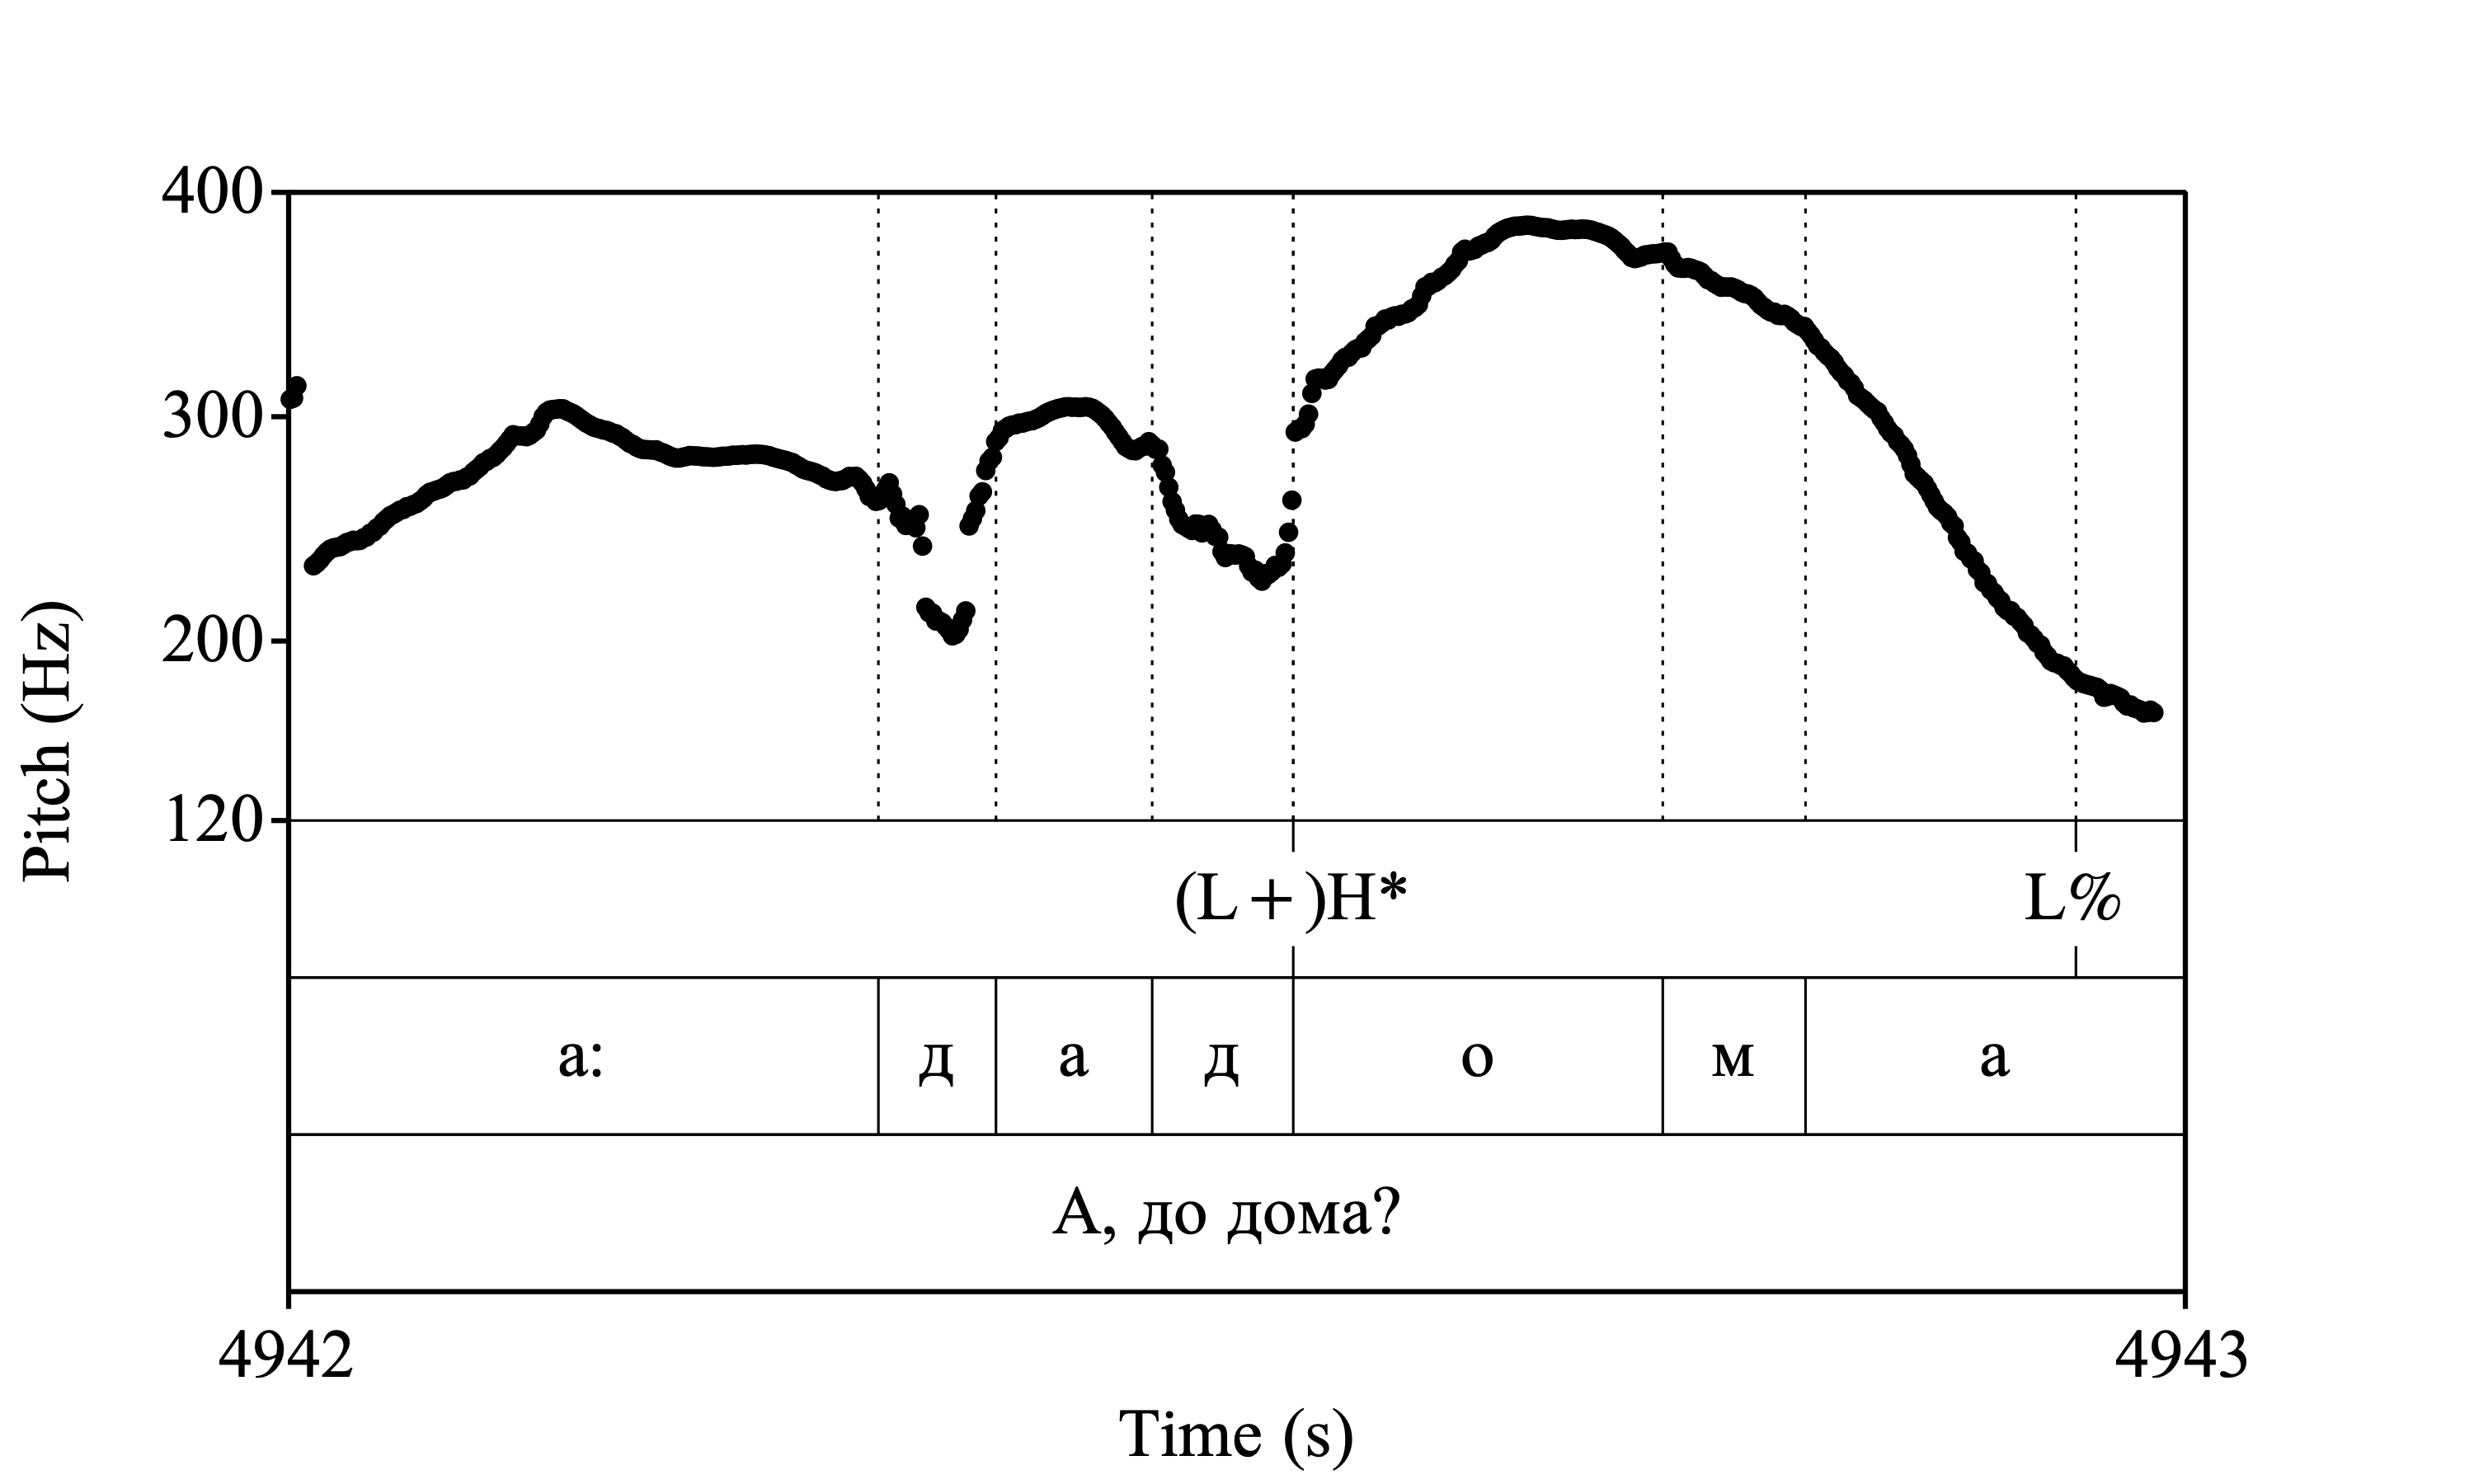 400
300
200
120
Pitch (Hz)
(L + )H* L%
а: д а д о м а
А, до дома?
4942 4943
Time (s)